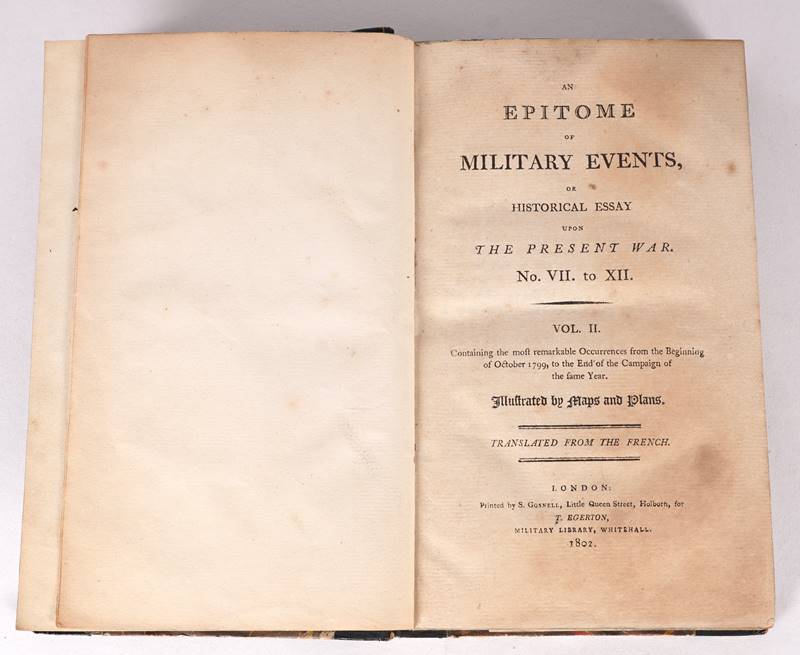 AN
EPITOME
OF
MILITARY EVENTS,
OR
HISTORICAL ESSAY
UPON
THE PRESENT WAR.
No. VII. to XII.
VOL. II.
Containing the moſt remarkable Occurrences from the Beginning
of October 1799, to the End of the Campaign of
the ſame Year.
Illuſtrated by Maps and Plans.
TRANSLATED FROM THE FRENCH.
LONDON:
Printed by S. GOSNELL, Little Queen Street, Holborn, for
T. EGERTON,
MILITARY LIBRARY, WHITEHALL.
1802.